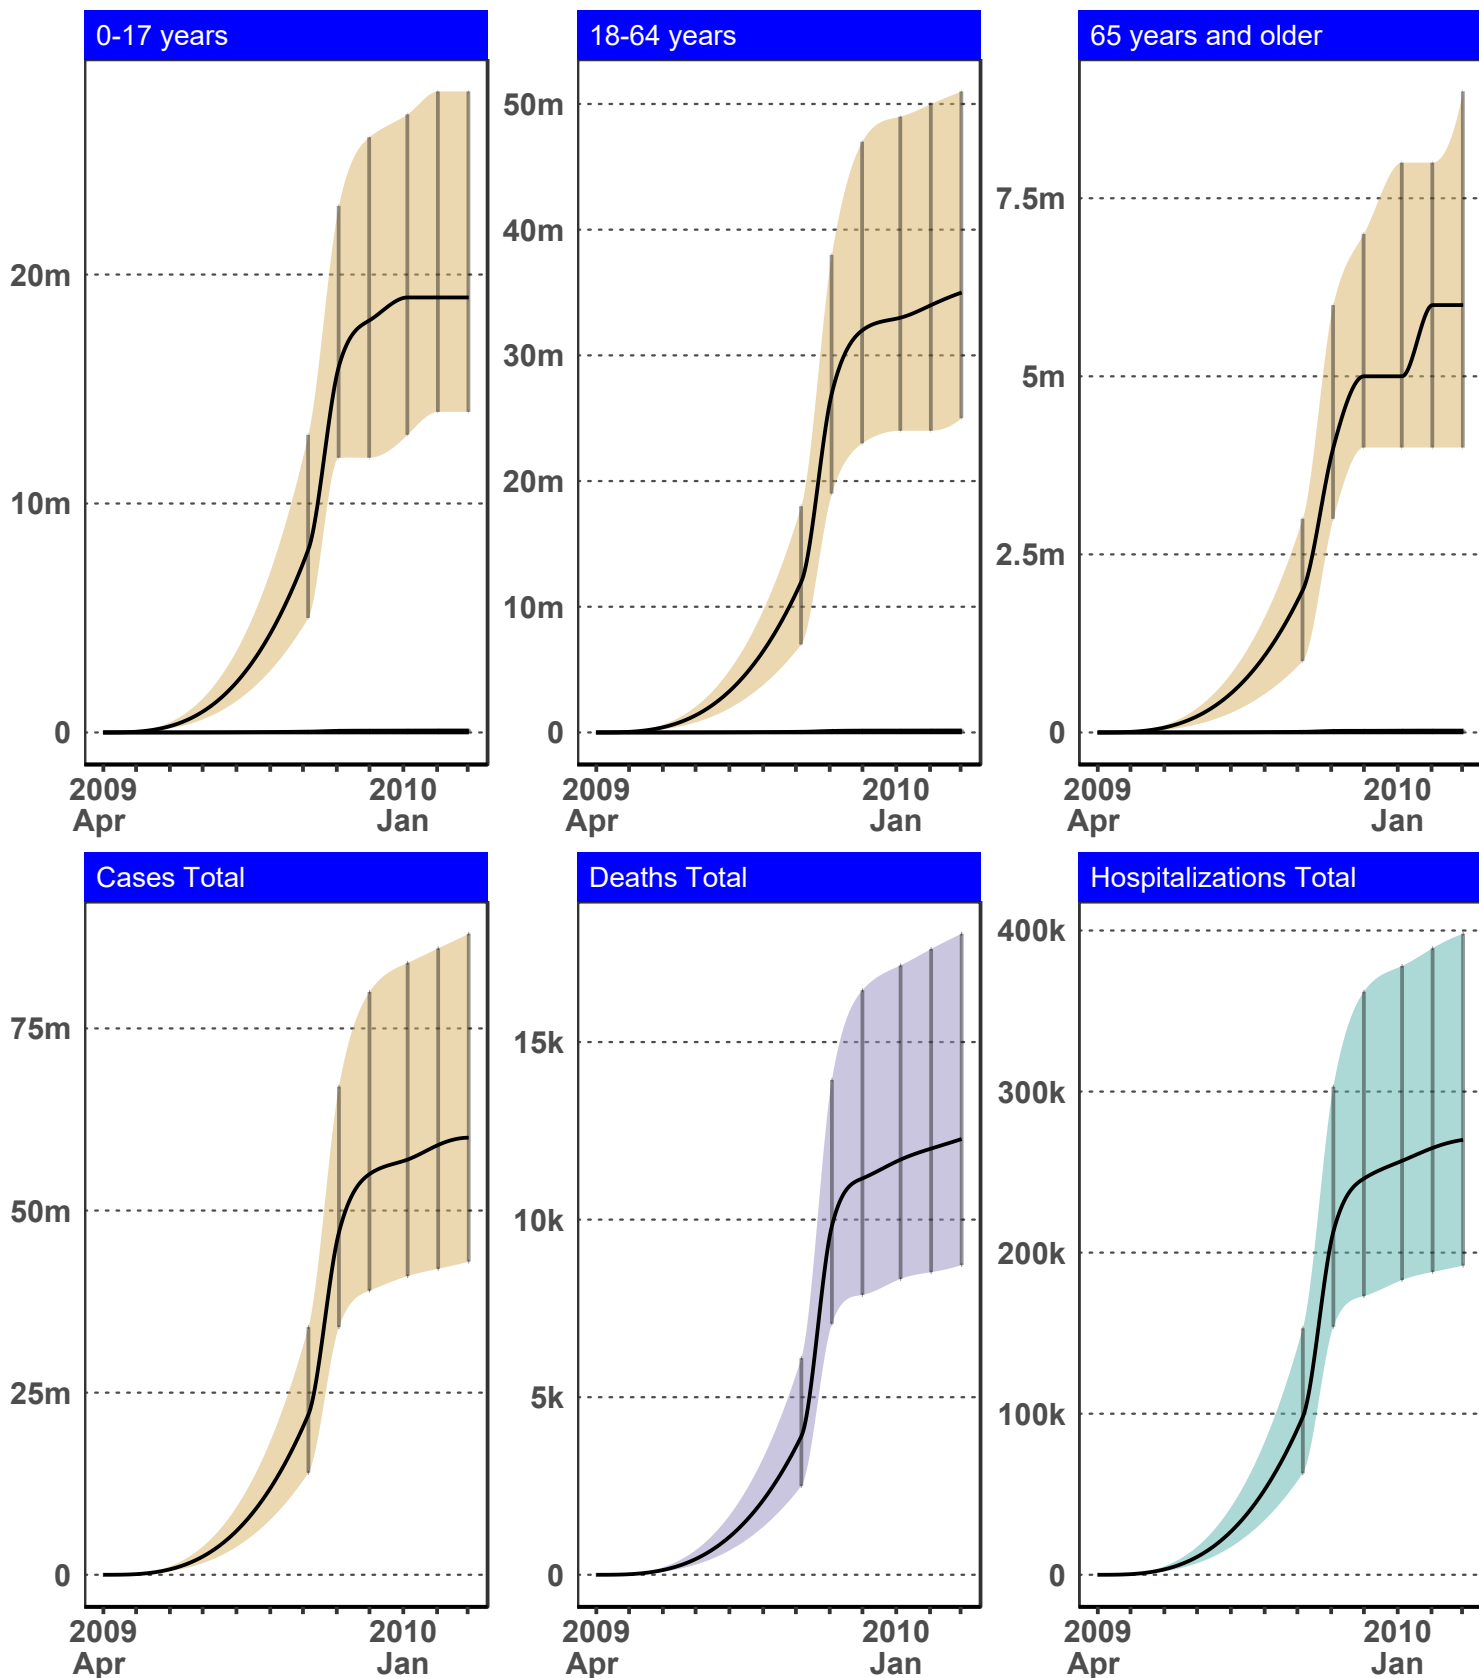 0-17 years
18-64 years
65 years and older
20m
10m
0
50m
40m
30m
20m
10m
0
7.5m
5m
2.5m
0
2009
Apr
2010
Jan
2009
Apr
2010
Jan
2009
Apr
2010
Jan
Cases Total
Deaths Total
Hospitalizations Total
75m
50m
25m
0
15k
10k
5k
0
400k
300k
200k
100k
0
2009
Apr
2010
Jan
2009
Apr
2010
Jan
2009
Apr
2010
Jan